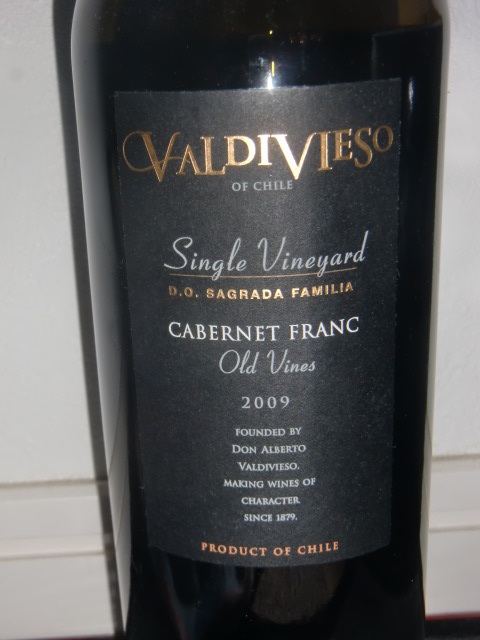 VALDIVIESO
OF CHILE
Single Vineyard
D.O. SAGRADA FAMILIA
CABERNET FRANC
Old Vines
2009
FOUNDED BY
DON ALBERTO
VALDIVIESO.
MAKING WINES OF
CHARACTER
SINCE 1879.
PRODUCT OF CHILE